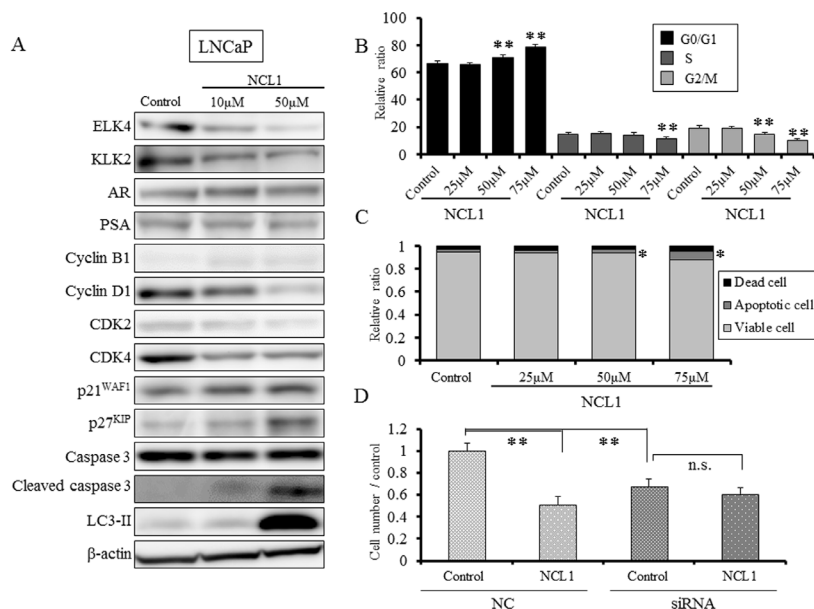 A
LNCaP
NCL1
Control 10μM 50μM
ELK4
KLK2
AR
PSA
Cyclin B1
Cyclin D1
CDK2
CDK4
p21WAF1
p27KIP
Caspase 3
Cleaved caspase 3
LC3-II
β-actin
B
Relative ratio
100
80
60
40
20
0
** **
**
** **
G0/G1
S
G2/M
Control 25μM 50μM 75μM Control 25μM 50μM 75μM Control 25μM 50μM 75μM
NCL1 NCL1 NCL1
C
Relative ratio
1
0.8
0.6
0.4
0.2
0
* *
Dead cell
Apoptotic cell
Viable cell
Control 25μM 50μM 75μM
NCL1
D
Cell number / control
1.2
1
0.8
0.6
0.4
0.2
0
** ** n.s.
Control NCL1 Control NCL1
NC siRNA